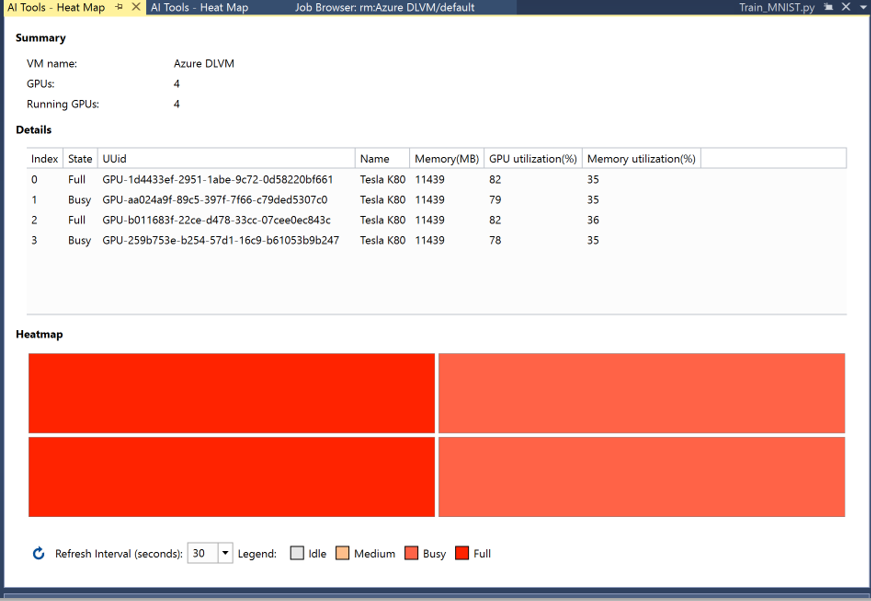 AI Tools - Heat Map AI Tools - Heat Map Job Browser: rm:Azure DLVM/default Train_MNIST.py
Summary
VM name: Azure DLVM
GPUs: 4
Running GPUs: 4
Details
Index State UUid Name Memory(MB) GPU utilization(%) Memory utilization(%)
0 Full GPU-1d4433ef-2951-1abe-9c72-0d58220bf661 Tesla K80 11439 82 35
1 Busy GPU-aa024a9f-89c5-397f-7f66-c79ded5307c0 Tesla K80 11439 79 35
2 Full GPU-b011683f-22ce-d478-33cc-07cee0ec843c Tesla K80 11439 82 36
3 Busy GPU-259b753e-b254-57d1-16c9-b61053b9b247 Tesla K80 11439 78 35
Heatmap
Refresh Interval (seconds): 30 Legend: Idle Medium Busy Full